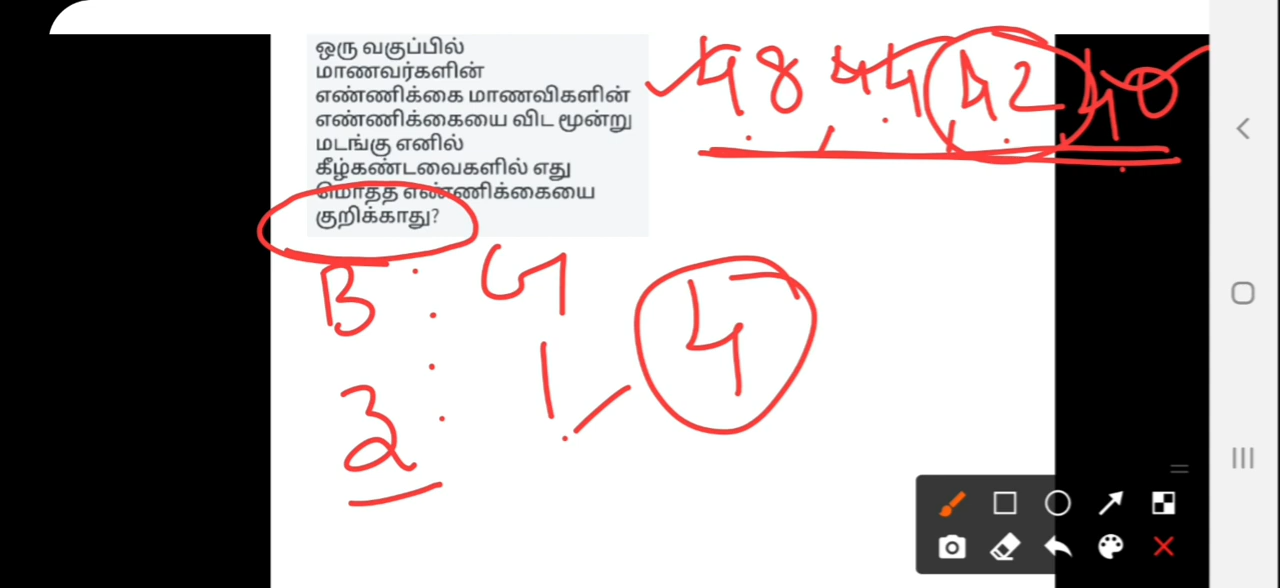 ஒரு வகுப்பில்
மாணவர்களின்
எண்ணிக்கை மாணவிகளின்
எண்ணிக்கையை விட மூன்று
மடங்கு எனில்
கீழ்கண்டவைகளில் எது
மொத்த எண்ணிக்கையை
குறிக்காது?
48, 44, 42, 40
B : G
3 : 1
4